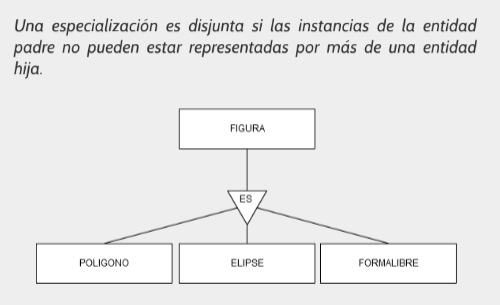 Una especialización es disjunta si las instancias de la entidad
padre no pueden estar representadas por más de una entidad
hija.
FIGURA
ES
POLIGONO
ELIPSE
FORMALIBRE